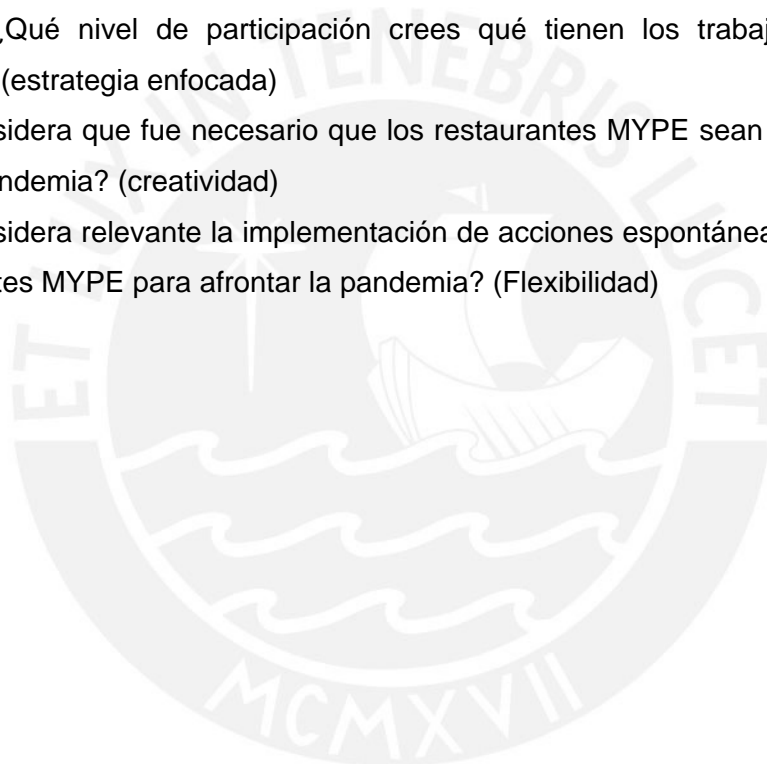 ¿Qué nivel de participación crees qué tienen los trabaj
(estrategia enfocada)
sidera que fue necesario que los restaurantes MYPE sean
ndemia? (creatividad)
sidera relevante la implementación de acciones espontánea
tes MYPE para afrontar la pandemia? (Flexibilidad)
ET LUX IN TENEBRIS LUCET
MCMXVII